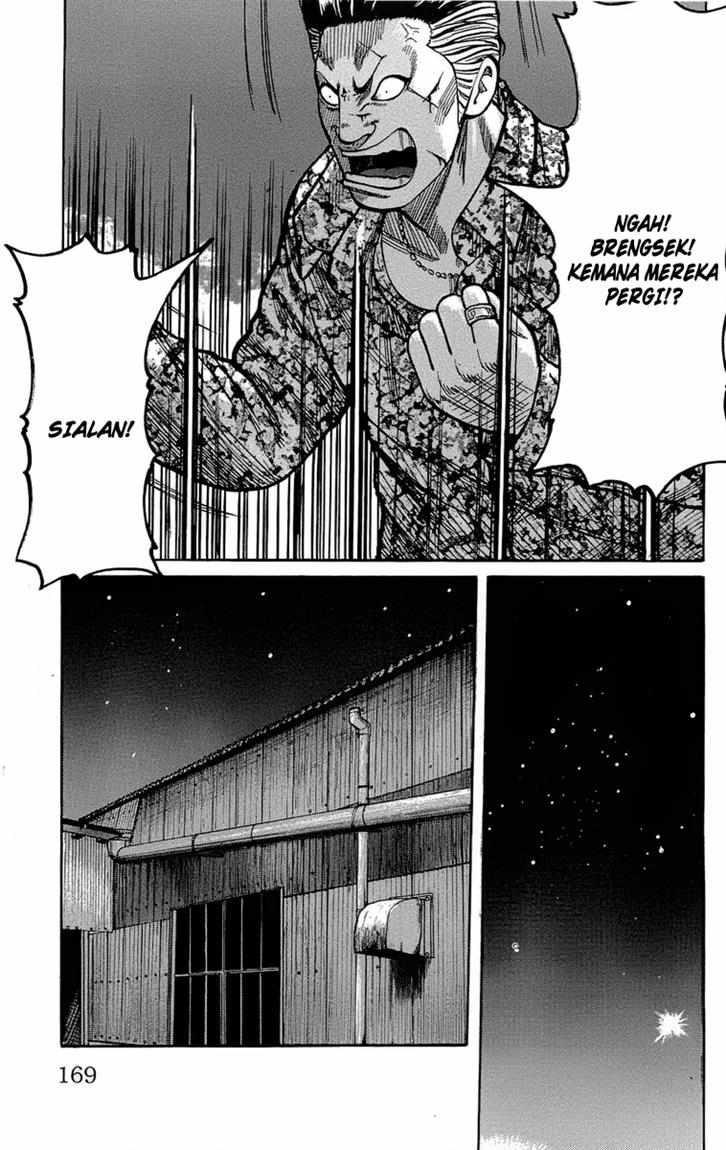 NGAH!
BRENGSEK!
KEMANA MEREKA
PERGI!?
SIALAN!
169